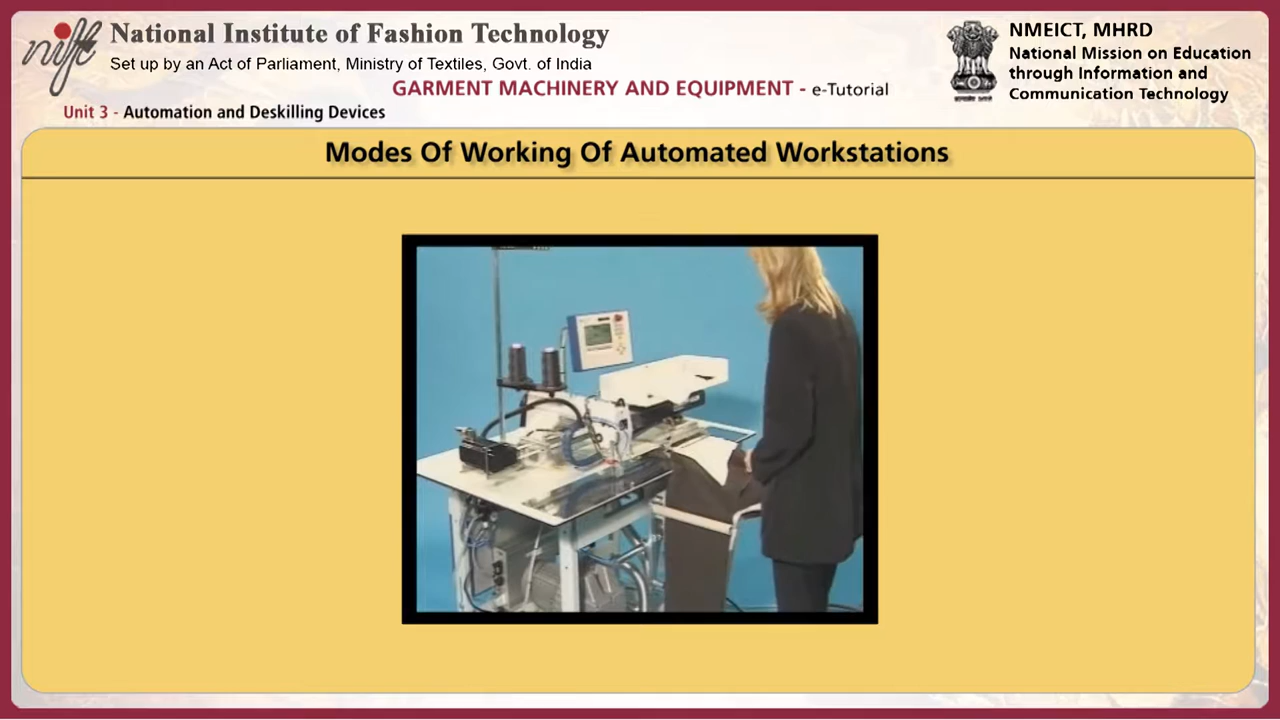 nift
National Institute of Fashion Technology
Set up by an Act of Parliament, Ministry of Textiles, Govt. of India
GARMENT MACHINERY AND EQUIPMENT - e-Tutorial
Unit 3 - Automation and Deskilling Devices
NMEICT, MHRD
National Mission on Education
through Information and
Communication Technology
Modes Of Working Of Automated Workstations